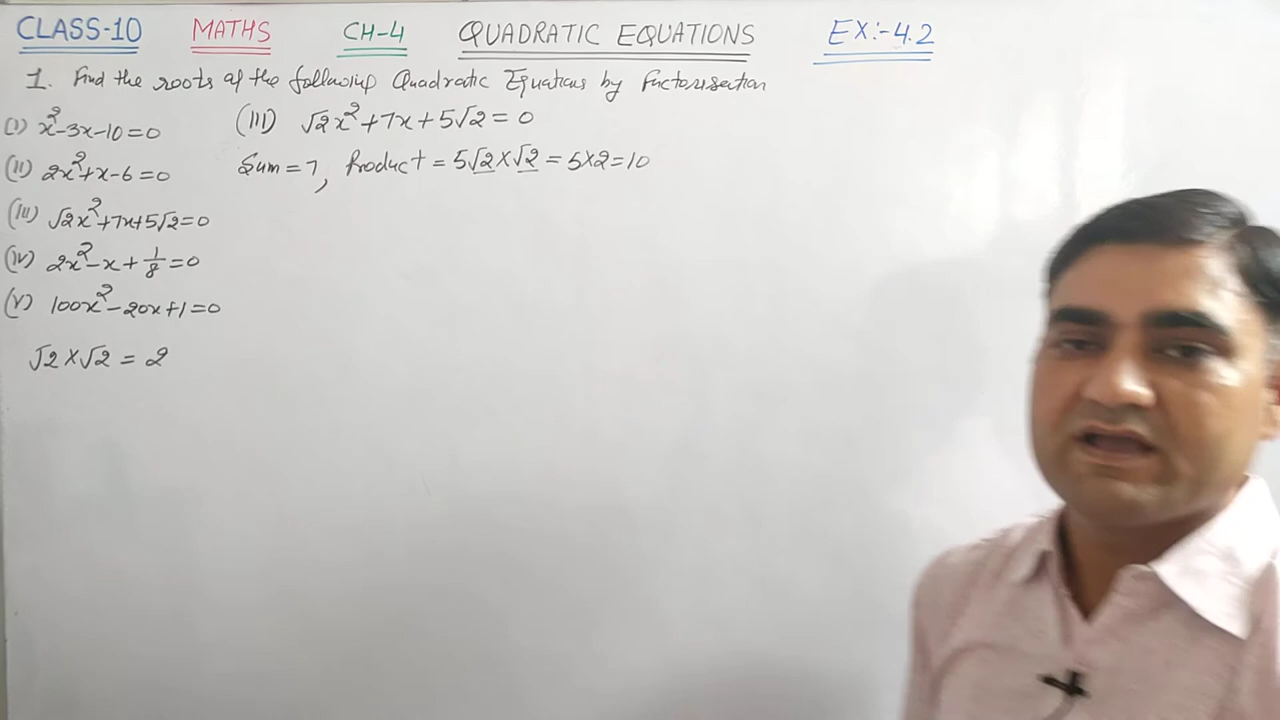 CLASS-10 MATHS CH-4 QUADRATIC EQUATIONS EX:-4.2
1. Find the roots of the following Quadratic Equations by Factorisation
(I) x²-3x-10=0
(II) 2x²+x-6=0
(III) √2x²+7x+5√2=0
(IV) 2x²-x+1/8=0
(V) 100x²-20x+1=0
√2×√2=2
(III) √2x²+7x+5√2=0
Sum=7, Product=5√2×√2=5×2=10